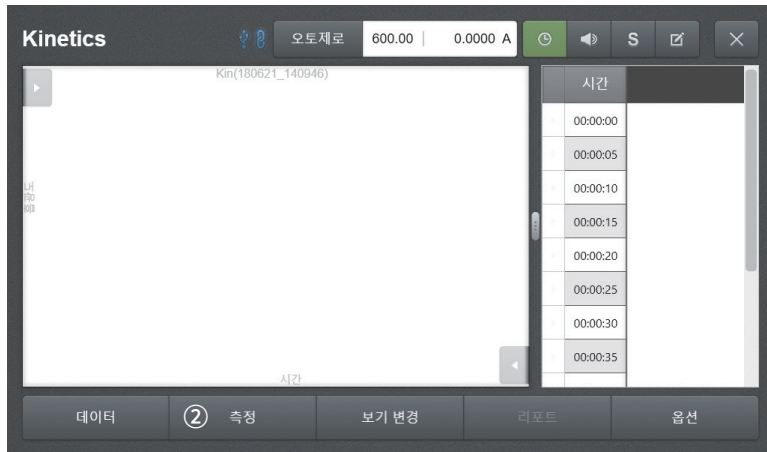 Kinetics
오토제로
600.00 | 0.0000 A
S
Kin(180621_140946)
흡광도
시간
시간
00:00:00
00:00:05
00:00:10
00:00:15
00:00:20
00:00:25
00:00:30
00:00:35
데이터
② 측정
보기 변경
리포트
옵션